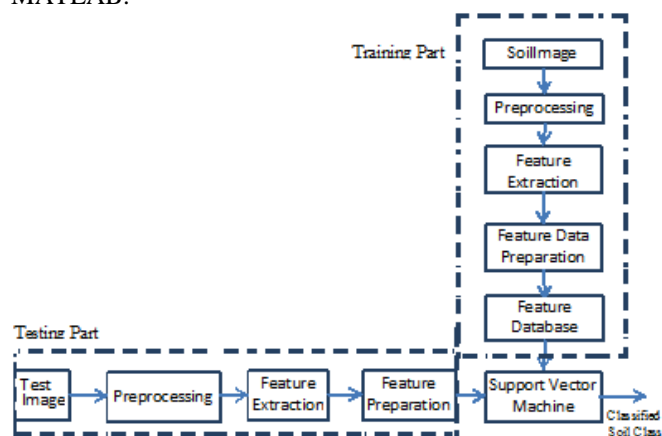 MATLAB.
Training Part
SoilImage
Preprocessing
Feature
Extraction
Feature Data
Preparation
Feature
Database
Testing Part
Test
Image
Preprocessing
Feature
Extraction
Feature
Preparation
Support Vector
Machine
Classified
Soil Class